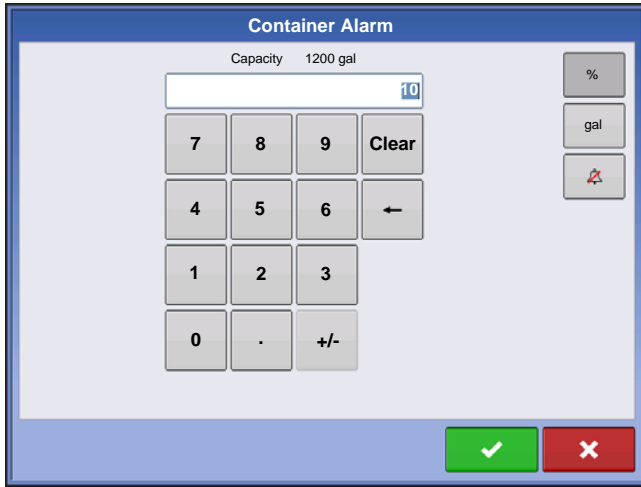 Container Alarm
Capacity 1200 gal
%
10
gal
7 8 9 Clear
4 5 6 ←
1 2 3
0 . +/-